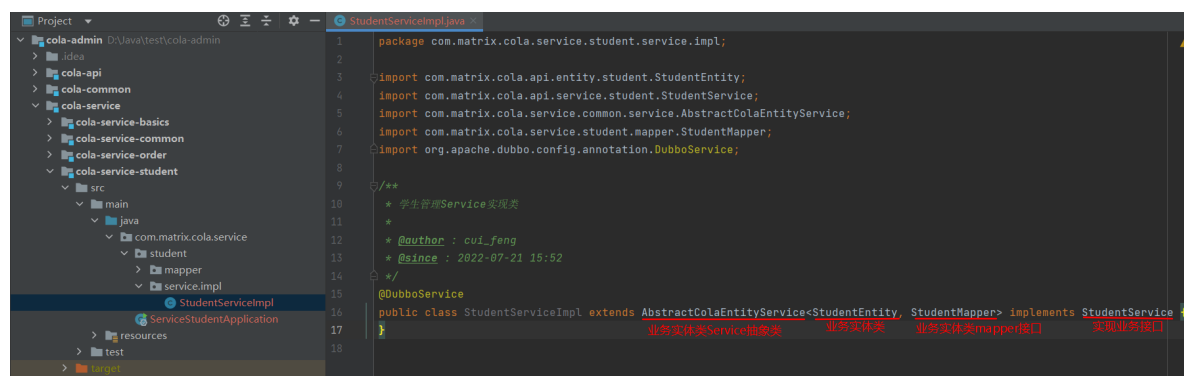 Project
StudentServiceImpl.java
cola-admin D:\Java\test\cola-admin
.idea
cola-api
cola-common
cola-service
cola-service-basics
cola-service-common
cola-service-order
cola-service-student
src
main
java
com.matrix.cola.service
student
mapper
service.impl
StudentServiceImpl
ServiceStudentApplication
resources
test
target
1 package com.matrix.cola.service.student.service.impl;
2
3 import com.matrix.cola.api.entity.student.StudentEntity;
4 import com.matrix.cola.api.service.student.StudentService;
5 import com.matrix.cola.service.common.service.AbstractColaEntityService;
6 import com.matrix.cola.service.student.mapper.StudentMapper;
7 import org.apache.dubbo.config.annotation.DubboService;
8
9 /**
10 * 学生管理Service实现类
11 *
12 * @author : cui_feng
13 * @since : 2022-07-21 15:52
14 */
15 @DubboService
16 public class StudentServiceImpl extends AbstractColaEntityService<StudentEntity, StudentMapper> implements StudentService {
17 }
业务实体类Service抽象类 业务实体类 业务实体类mapper接口 实现业务接口
18